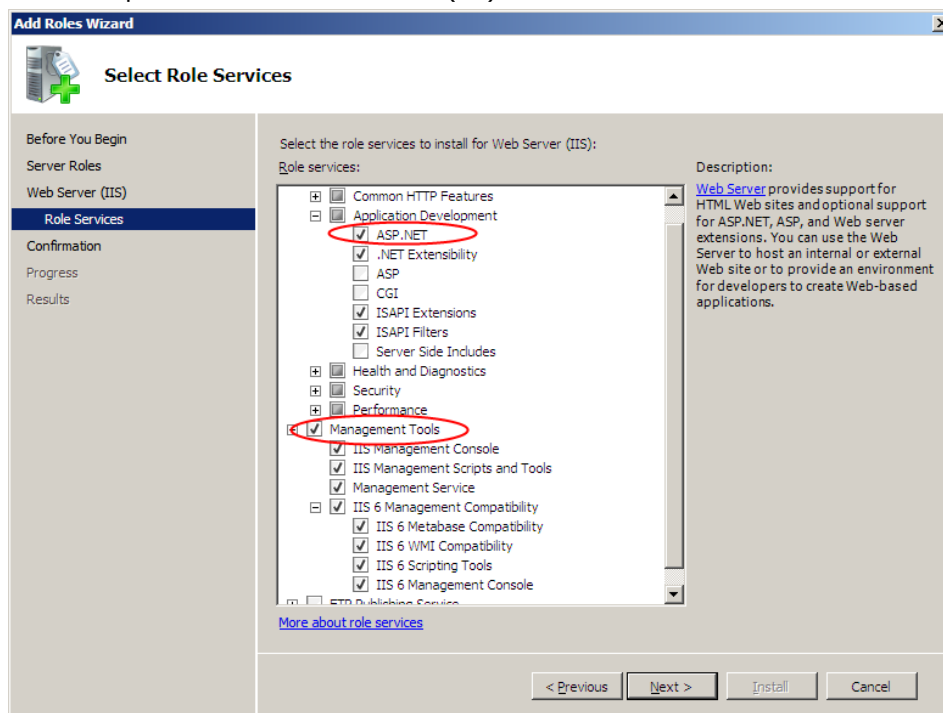 Add Roles Wizard
Select Role Services
Before You Begin
Server Roles
Web Server (IIS)
Role Services
Confirmation
Progress
Results
Select the role services to install for Web Server (IIS):
Role services:
Common HTTP Features
Application Development
ASP.NET
.NET Extensibility
ASP
CGI
ISAPI Extensions
ISAPI Filters
Server Side Includes
Health and Diagnostics
Security
Performance
Management Tools
IIS Management Console
IIS Management Scripts and Tools
Management Service
IIS 6 Management Compatibility
IIS 6 Metabase Compatibility
IIS 6 WMI Compatibility
IIS 6 Scripting Tools
IIS 6 Management Console
FTP Publishing Service
More about role services
Description:
Web Server provides support for
HTML Web sites and optional support
for ASP.NET, ASP, and Web server
extensions. You can use the Web
Server to host an internal or external
Web site or to provide an environment
for developers to create Web-based
applications.
< Previous
Next >
Install
Cancel